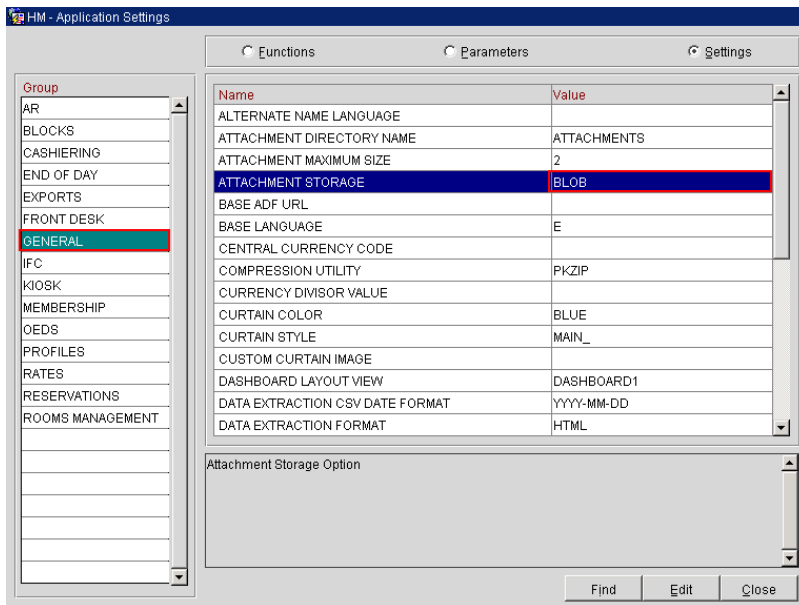 HM - Application Settings
Functions
Parameters
Settings
Group
AR
BLOCKS
CASHIERING
END OF DAY
EXPORTS
FRONT DESK
GENERAL
IFC
KIOSK
MEMBERSHIP
OEDS
PROFILES
RATES
RESERVATIONS
ROOMS MANAGEMENT
Name Value
ALTERNATE NAME LANGUAGE
ATTACHMENT DIRECTORY NAME ATTACHMENTS
ATTACHMENT MAXIMUM SIZE 2
ATTACHMENT STORAGE BLOB
BASE ADF URL
BASE LANGUAGE E
CENTRAL CURRENCY CODE
COMPRESSION UTILITY PKZIP
CURRENCY DIVISOR VALUE
CURTAIN COLOR BLUE
CURTAIN STYLE MAIN_
CUSTOM CURTAIN IMAGE
DASHBOARD LAYOUT VIEW DASHBOARD1
DATA EXTRACTION CSV DATE FORMAT YYYY-MM-DD
DATA EXTRACTION FORMAT HTML
Attachment Storage Option
Find Edit Close